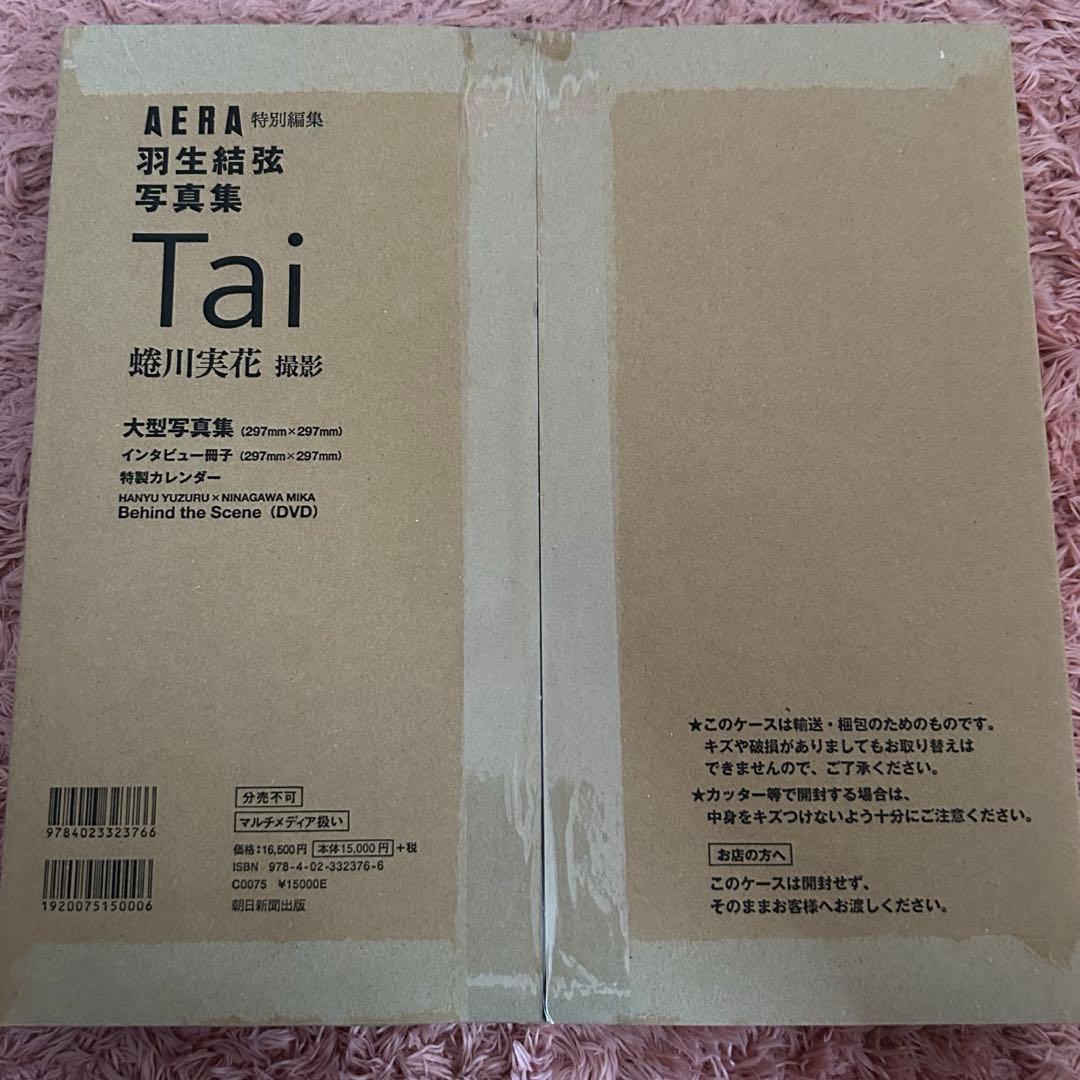 AERA 特別編集
羽生結弦
写真集
Tai
蜷川実花 撮影
大型写真集 (297mm×297mm)
インタビュー冊子 (297mm×297mm)
特製カレンダー
HANYU YUZURU×NINAGAWA MIKA
Behind the Scene (DVD)
9784023323766
1920075150006
分売不可
マルチメディア扱い
価格:16,500円 本体15,000円 +税
ISBN 978-4-02-332376-6
C0075 ¥15000E
朝日新聞出版
★このケースは輸送・梱包のためのものです。
キズや破損がありましてもお取り替えは
できませんので、ご了承ください。
★カッター等で開封する場合は、
中身をキズつけないよう十分にご注意ください。
お店の方へ
このケースは開封せず、
そのままお客様へお渡しください。